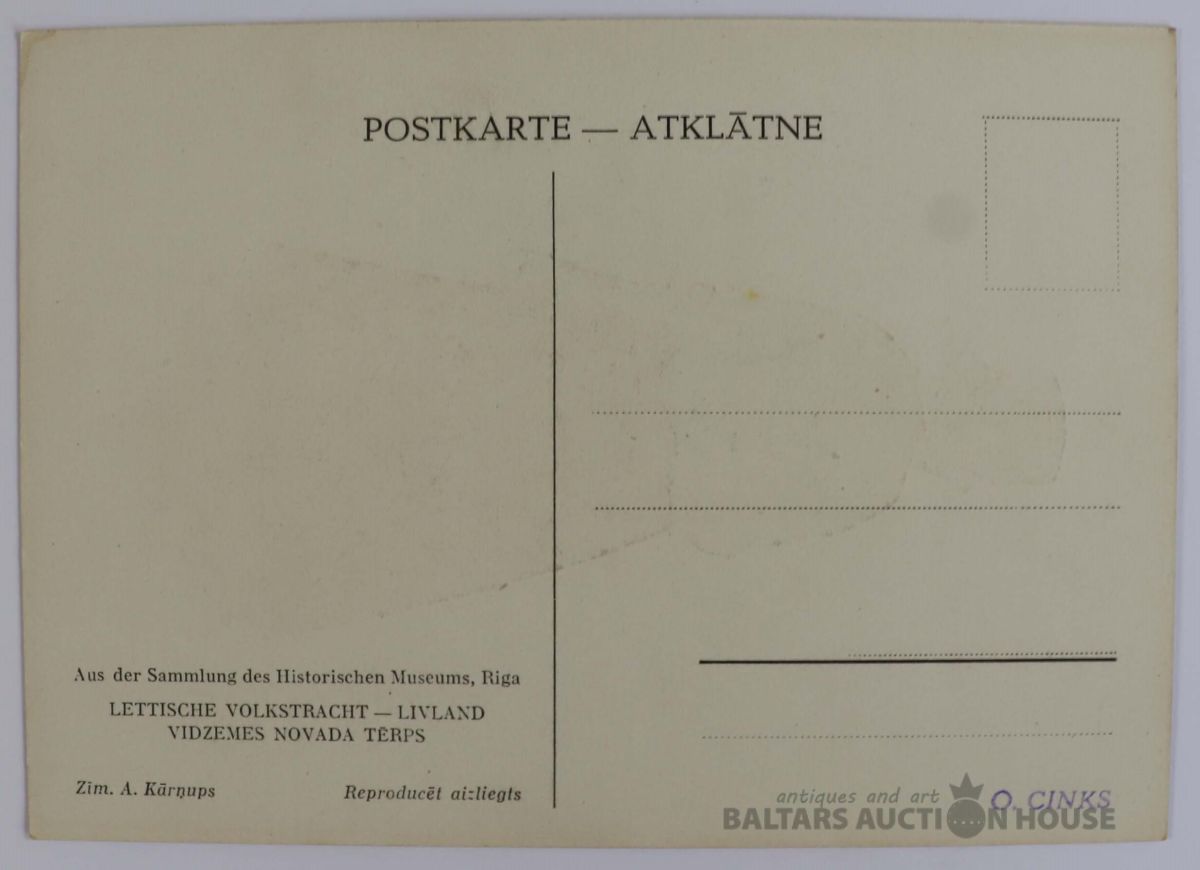 POSTKARTE — ATKLĀTNE
Aus der Sammlung des Historischen Museums, Riga
LETTISCHE VOLKSTRACHT — LIVLAND
VIDZEMES NOVADA TĒRPS
Zīm. A. Kārņups
Reproducēt aizliegts
O. CINKS
antiques and art
BALTARS AUCTION HOUSE